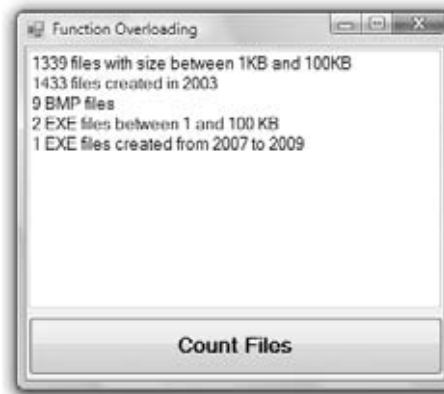 Function Overloading
1339 files with size between 1KB and 100KB
1433 files created in 2003
9 BMP files
2 EXE files between 1 and 100 KB
1 EXE files created from 2007 to 2009
Count Files